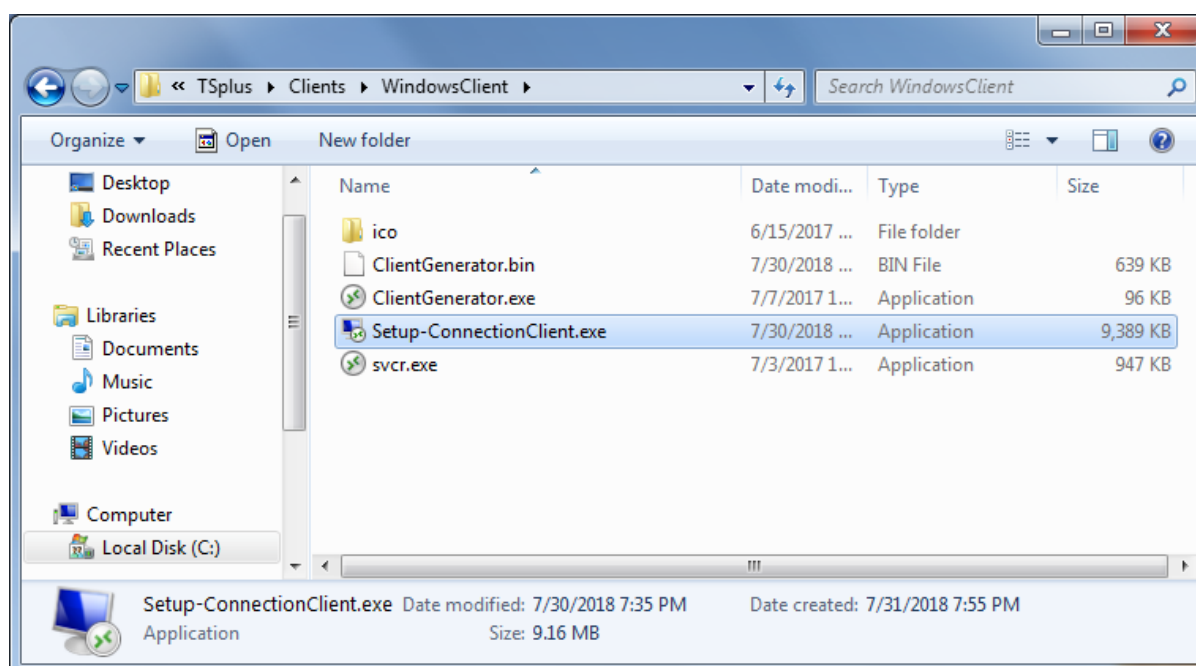 « TSplus ▸ Clients ▸ WindowsClient ▸ Search WindowsClient
Organize Open New folder
Desktop
Downloads
Recent Places
Libraries
Documents
Music
Pictures
Videos
Computer
Local Disk (C:)
Name Date modi... Type Size
ico 6/15/2017 ... File folder
ClientGenerator.bin 7/30/2018 ... BIN File 639 KB
ClientGenerator.exe 7/7/2017 1... Application 96 KB
Setup-ConnectionClient.exe 7/30/2018 ... Application 9,389 KB
svcr.exe 7/3/2017 1... Application 947 KB
Setup-ConnectionClient.exe Date modified: 7/30/2018 7:35 PM Date created: 7/31/2018 7:55 PM
Application Size: 9.16 MB